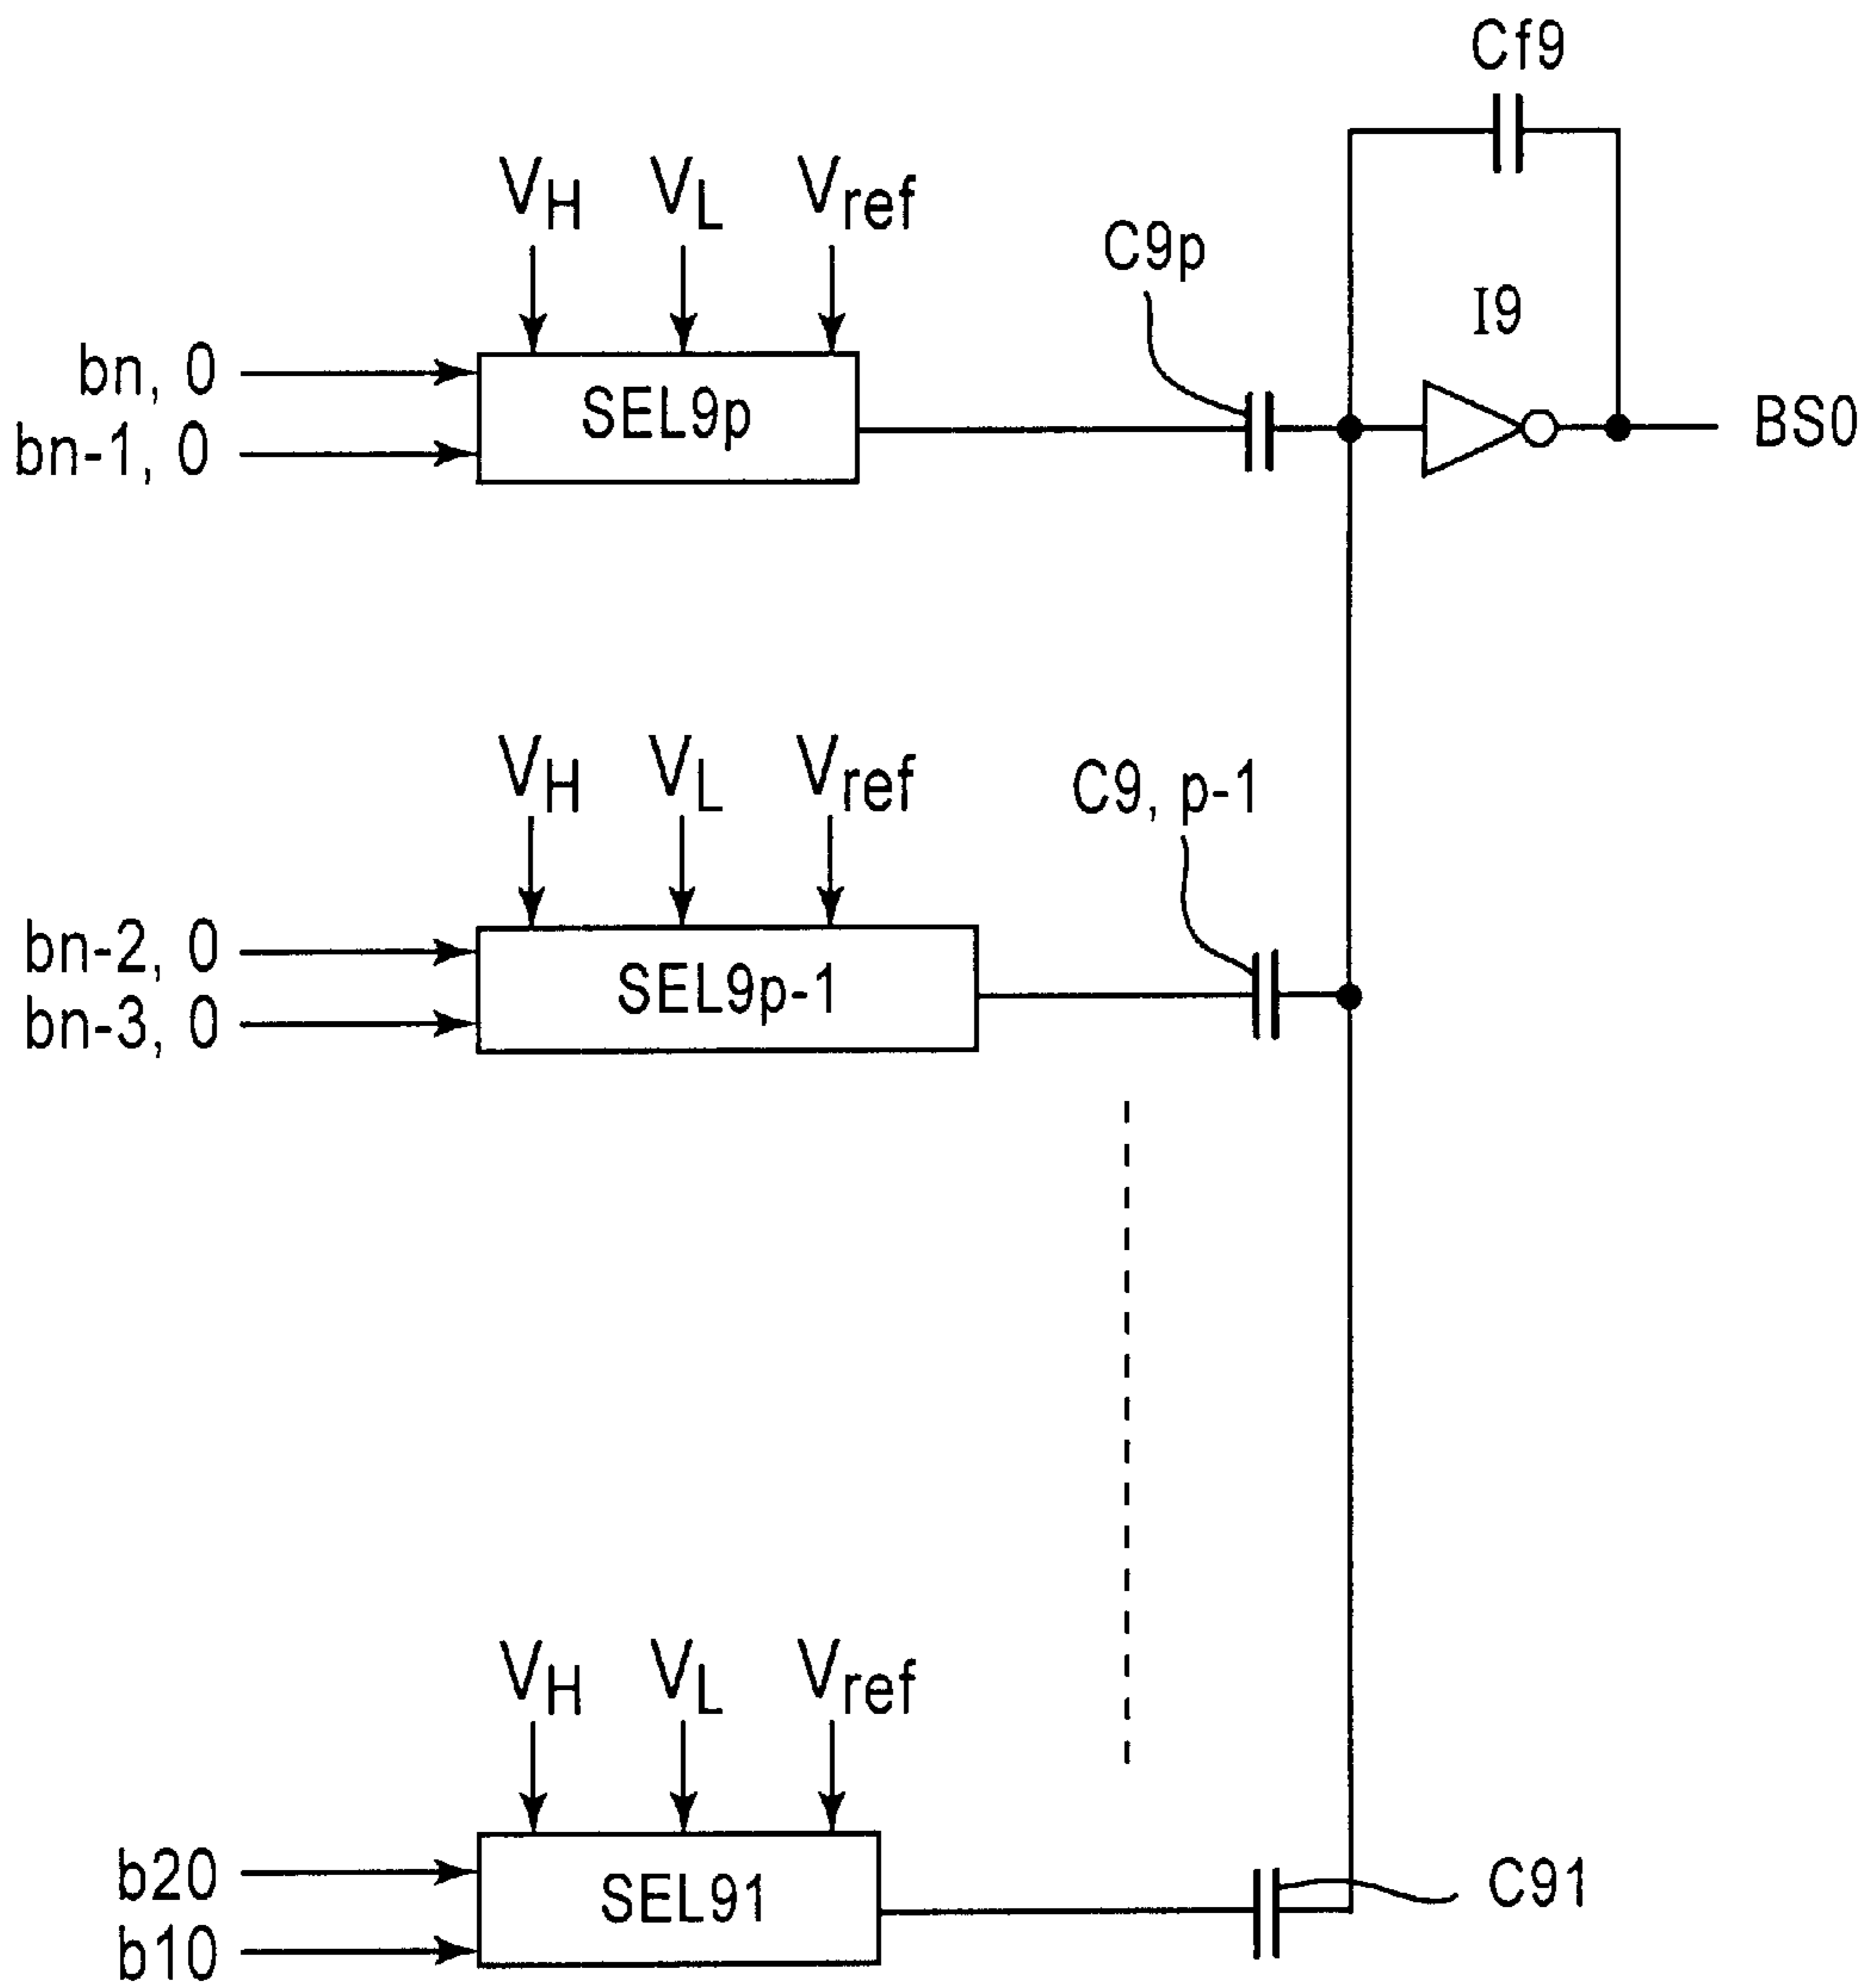 Cf9
VH VL Vref
C9p
I9
bn, 0
SEL9p
BS0
bn-1, 0
VH VL Vref
C9, p-1
bn-2, 0
SEL9p-1
bn-3, 0
VH VL Vref
b20
SEL91
C91
b10